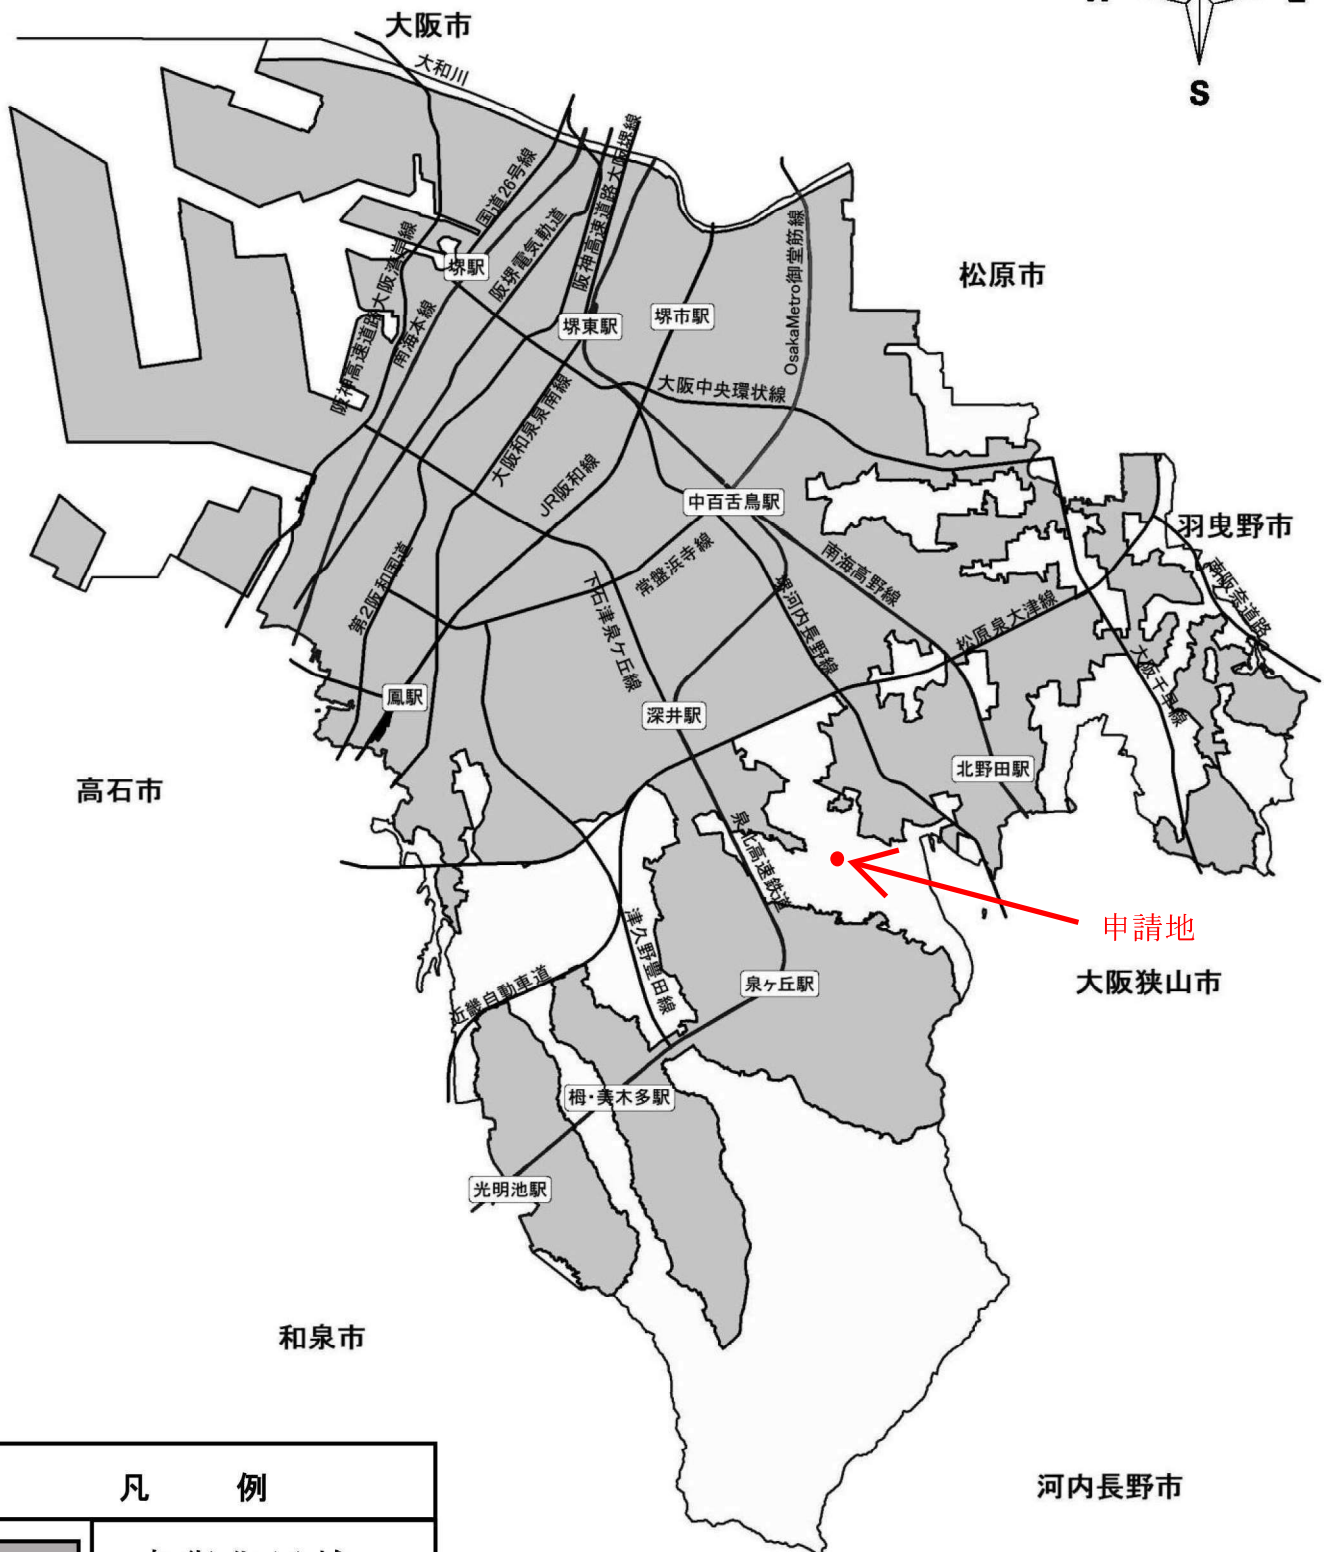 大阪市
大和川
S
国道26号線
阪神高速道路大阪堺線
阪堺電気軌道
OsakaMetro御堂筋線
松原市
阪神高速道路大阪湾岸線
堺駅
南海本線
堺東駅
堺市駅
大阪中央環状線
大阪和泉泉南線
JR阪和線
中百舌鳥駅
羽曳野市
南阪奈道路
常盤浜寺線
南海高野線
第2阪和国道
下石津泉ケ丘線
堺河内長野線
松原泉大津線
大阪千早線
鳳駅
深井駅
北野田駅
高石市
泉北高速鉄道
申請地
津久野豊田線
大阪狭山市
近畿自動車道
泉ヶ丘駅
栂・美木多駅
光明池駅
和泉市
凡 例
河内長野市